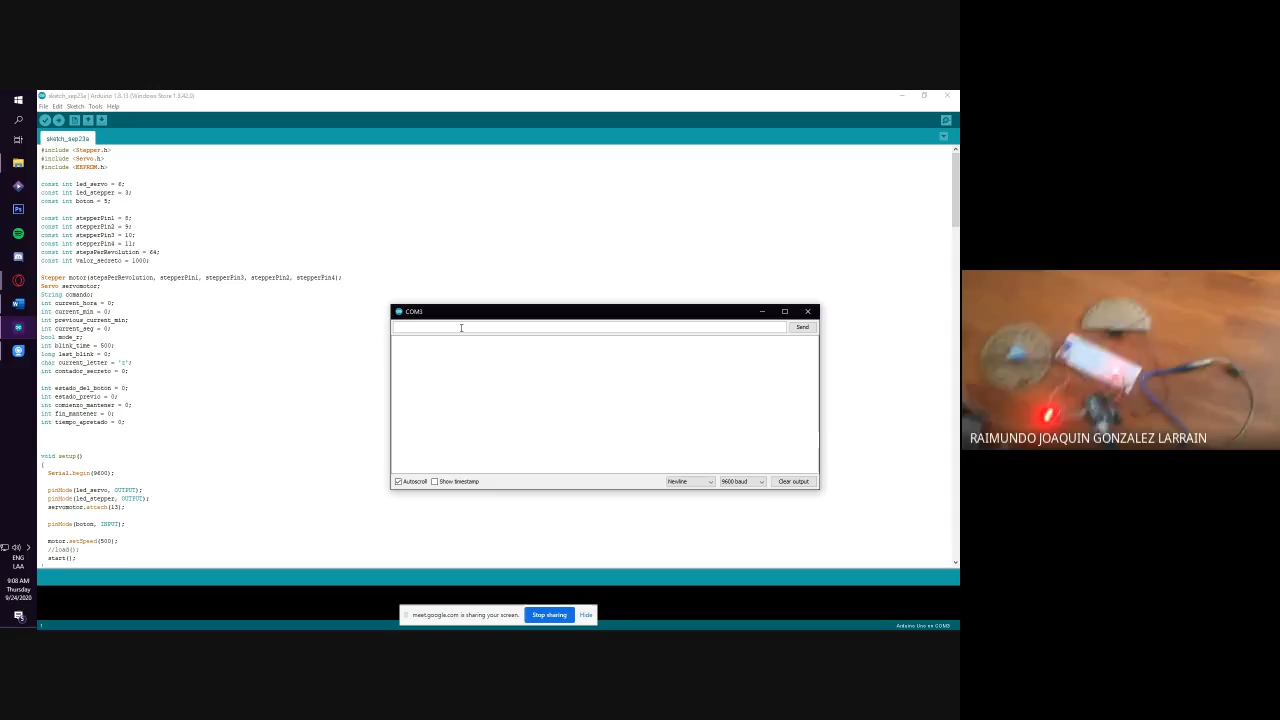 sketch_sep23a | Arduino 1.8.13 (Windows Store 1.8.42.0)
File Edit Sketch Tools Help
sketch_sep23a
#include <Stepper.h>
#include <Servo.h>
#include <EEPROM.h>
const int led_servo = 6;
const int led_stepper = 3;
const int boton = 5;
const int stepperPin1 = 8;
const int stepperPin2 = 9;
const int stepperPin3 = 10;
const int stepperPin4 = 11;
const int stepsPerRevolution = 64;
const int valor_secreto = 1000;
Stepper motor(stepsPerRevolution, stepperPin1, stepperPin3, stepperPin2, stepperPin4);
Servo servomotor;
String comando;
int current_hora = 0;
int current_min = 0;
int previous_current_min;
int current_seg = 0;
bool mode_r;
int blink_time = 500;
long last_blink = 0;
char current_letter = 'z';
int contador_secreto = 0;
int estado_del_boton = 0;
int estado_previo = 0;
int comienzo_mantener = 0;
int fin_mantener = 0;
int tiempo_apretado = 0;
void setup()
{
Serial.begin(9600);
pinMode(led_servo, OUTPUT);
pinMode(led_stepper, OUTPUT);
servomotor.attach(13);
pinMode(boton, INPUT);
motor.setSpeed(500);
//load();
start();
COM3
Send
Autoscroll Show timestamp Newline 9600 baud Clear output
RAIMUNDO JOAQUIN GONZALEZ LARRAIN
ENG
LAA
9:08 AM
Thursday
9/24/2020
meet.google.com is sharing your screen. Stop sharing Hide
1
Arduino Uno on COM3